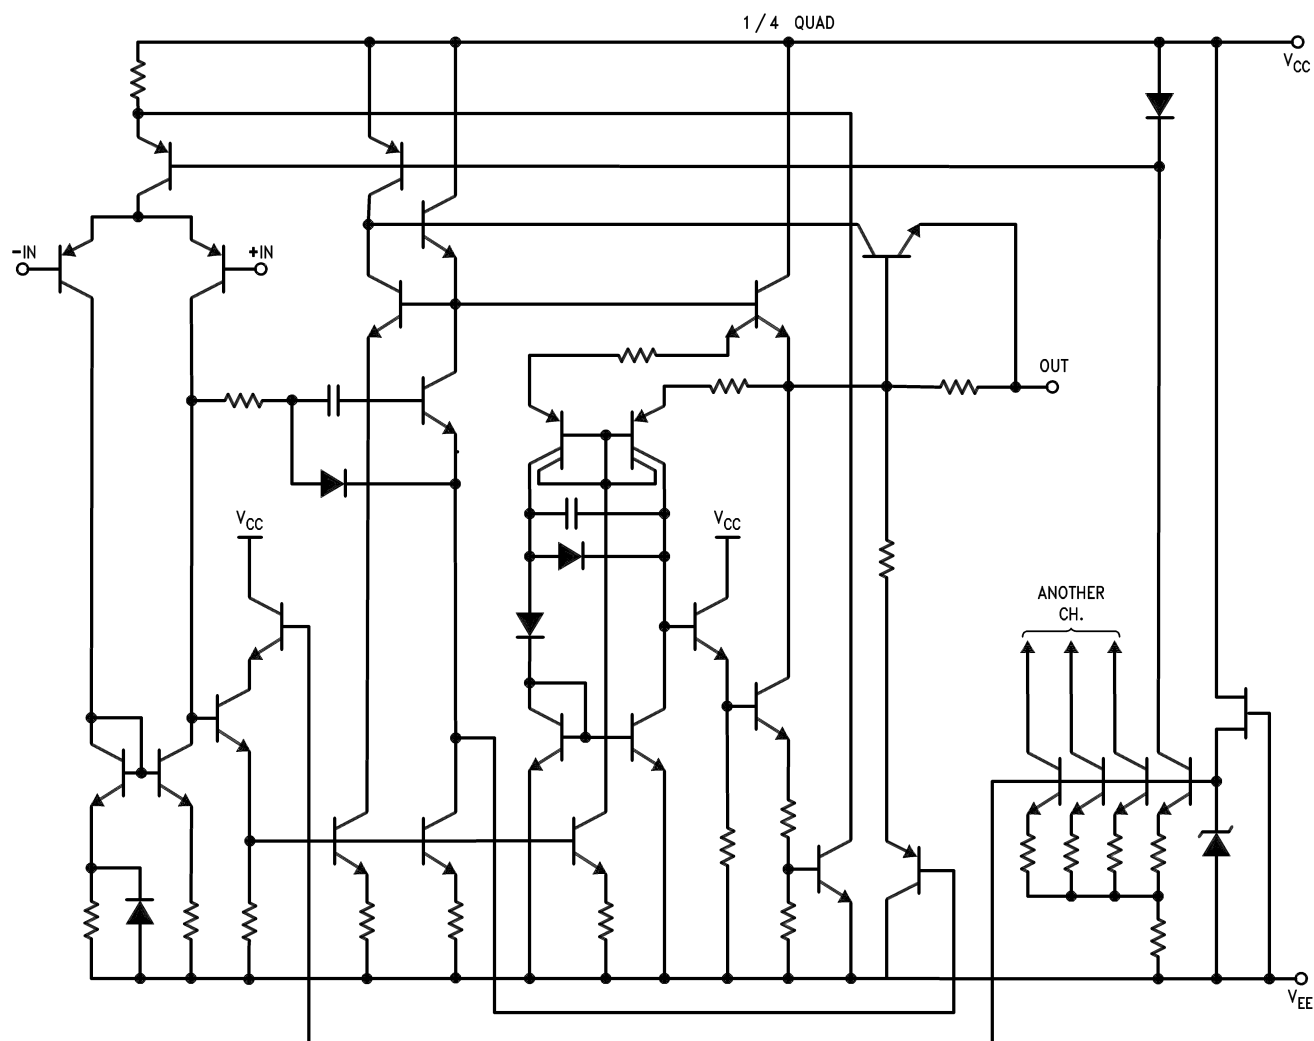 1/4 QUAD
VCC
-IN
+IN
OUT
VCC
VCC
ANOTHER
CH.
VEE